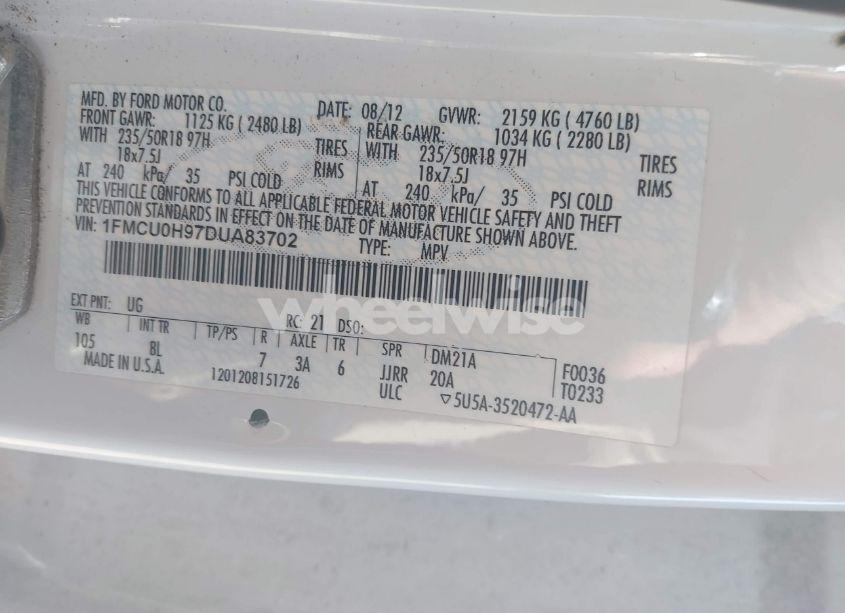 MFD. BY FORD MOTOR CO. DATE: 08/12 GVWR: 2159 KG ( 4760 LB)
FRONT GAWR: 1125 KG ( 2480 LB) REAR GAWR: 1034 KG ( 2280 LB)
WITH 235/50R18 97H TIRES WITH 235/50R18 97H TIRES
18x7.5J RIMS 18x7.5J RIMS
AT 240 kPa/ 35 PSI COLD AT 240 kPa/ 35 PSI COLD
THIS VEHICLE CONFORMS TO ALL APPLICABLE FEDERAL MOTOR VEHICLE SAFETY AND THEFT
PREVENTION STANDARDS IN EFFECT ON THE DATE OF MANUFACTURE SHOWN ABOVE.
VIN: 1FMCU0H97DUA83702 TYPE: MPV
wheelwise
EXT PNT: UG RC: 21 DSO:
WB INT TR TP/PS R AXLE TR SPR DM21A F0036
105 8L 7 3A 6 JJRR 20A T0233
MADE IN U.S.A. 1201208151726 ULC ▽5U5A-3520472-AA